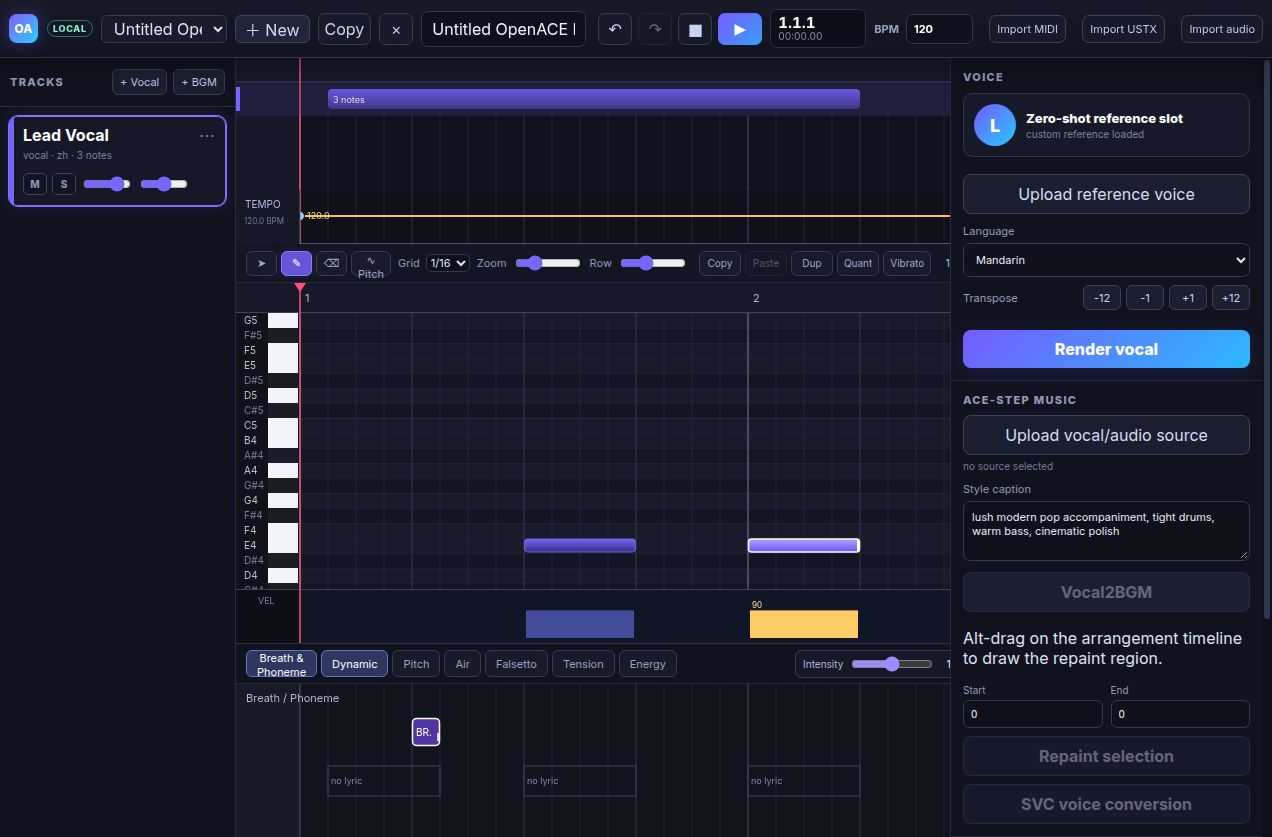 OA
LOCAL
Untitled Ope
+ New
Copy
×
Untitled OpenACE
1.1.1
00:00.00
BPM
120
Import MIDI
Import USTX
Import audio
TRACKS
+ Vocal
+ BGM
Lead Vocal
vocal · zh · 3 notes
M
S
3 notes
TEMPO
120.0 BPM
120.0
Pitch
Grid
1/16
Zoom
Row
Copy
Paste
Dup
Quant
Vibrato
1
1
2
G5
F#5
F5
E5
D#5
D5
C#5
C5
B4
A#4
A4
G#4
G4
F#4
F4
E4
D#4
D4
C#4
VEL
90
Breath & Phoneme
Dynamic
Pitch
Air
Falsetto
Tension
Energy
Intensity
1
Breath / Phoneme
BR.
no lyric
no lyric
no lyric
VOICE
L
Zero-shot reference slot
custom reference loaded
Upload reference voice
Language
Mandarin
Transpose
-12
-1
+1
+12
Render vocal
ACE-STEP MUSIC
Upload vocal/audio source
no source selected
Style caption
lush modern pop accompaniment, tight drums,
warm bass, cinematic polish
Vocal2BGM
Alt-drag on the arrangement timeline
to draw the repaint region.
Start
End
0
0
Repaint selection
SVC voice conversion